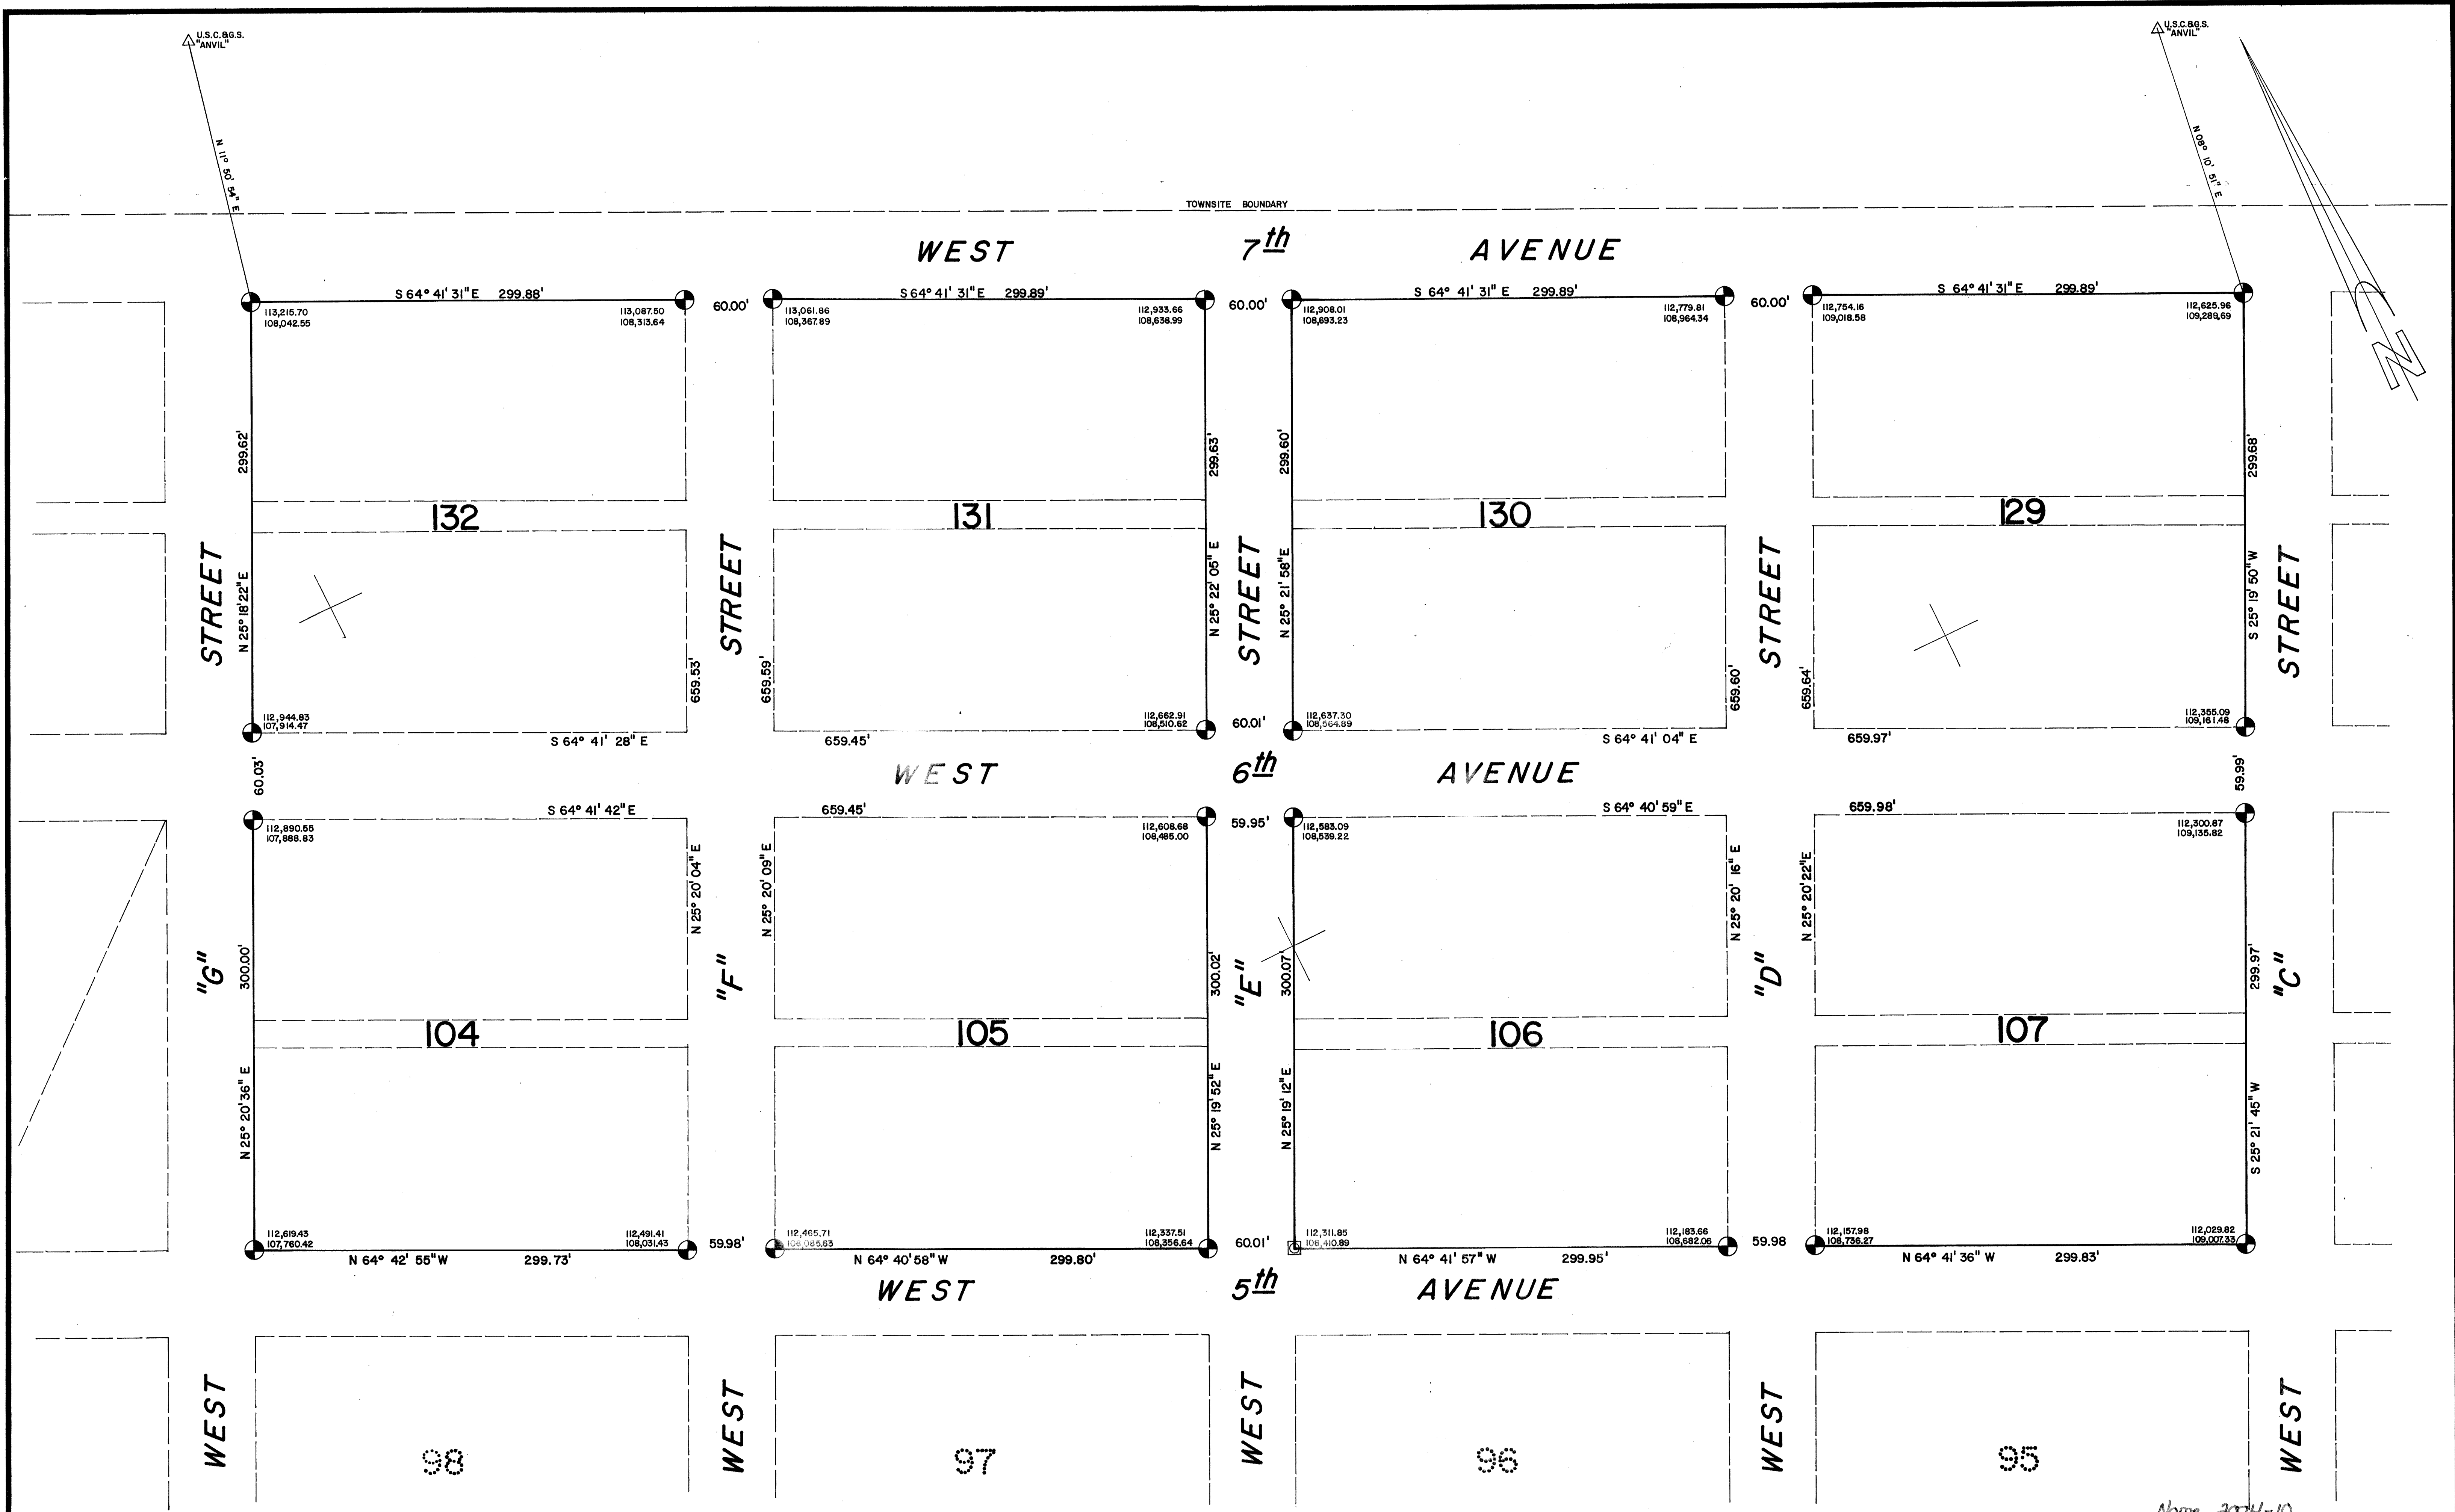 U.S.C.&G.S.
"ANVIL"
U.S.C.&G.S.
"ANVIL"
N 11° 50' 54" E
N 08° 10' 51" E
TOWNSITE BOUNDARY
WEST 7th AVENUE
N
S 64° 41' 31" E 299.88'
60.00'
S 64° 41' 31" E 299.89'
60.00'
S 64° 41' 31" E 299.89'
60.00'
S 64° 41' 31" E 299.89'
113,215.70
108,042.55
113,087.50
108,313.64
113,061.86
108,367.89
112,933.66
108,638.99
112,908.01
108,693.23
112,779.81
108,964.34
112,754.16
109,018.58
112,625.96
109,289.69
299.62'
299.63'
299.60'
299.68'
132
131
130
129
STREET
N 25° 18' 22" E
STREET
N 25° 22' 05" E
STREET
N 25° 21' 58" E
STREET
S 25° 19' 50" W
STREET
659.53'
659.59'
659.60'
659.64'
112,944.83
107,914.47
112,662.91
108,510.62
60.01'
112,637.30
108,564.89
112,355.09
109,161.48
S 64° 41' 28" E
659.45'
S 64° 41' 04" E
659.97'
60.03'
WEST 6th AVENUE
59.99'
S 64° 41' 42" E
659.45'
S 64° 40' 59" E
659.98'
112,890.55
107,888.83
112,608.68
108,485.00
59.95'
112,583.09
108,539.22
112,300.87
109,135.82
N 25° 20' 04" E
N 25° 20' 09" E
N 25° 20' 16" E
N 25° 20' 22" E
"G"
300.00'
"F"
300.02'
"E"
300.07'
"D"
299.97'
"C"
104
105
106
107
N 25° 20' 36" E
N 25° 19' 52" E
N 25° 19' 12" E
S 25° 21' 45" W
112,619.43
107,760.42
112,491.41
108,031.43
59.98'
112,465.71
108,085.63
112,337.51
108,356.64
60.01'
112,311.85
108,410.89
112,183.66
108,682.06
59.98
112,157.98
108,736.27
112,029.82
109,007.33
N 64° 42' 55" W 299.73'
N 64° 40' 58" W 299.80'
N 64° 41' 57" W 299.95'
N 64° 41' 36" W 299.83'
WEST 5th AVENUE
WEST
WEST
WEST
WEST
WEST
98
97
96
95
Nome